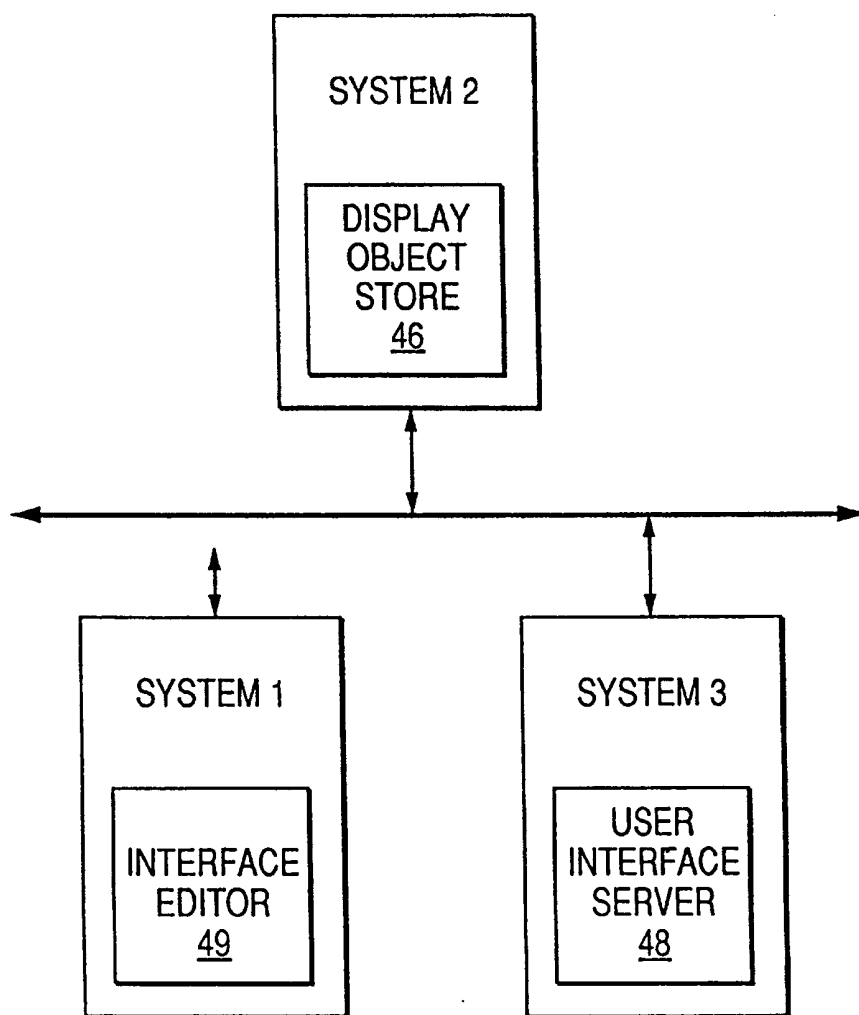 SYSTEM 2
DISPLAY
OBJECT
STORE
46
SYSTEM 1
INTERFACE
EDITOR
49
SYSTEM 3
USER
INTERFACE
SERVER
48